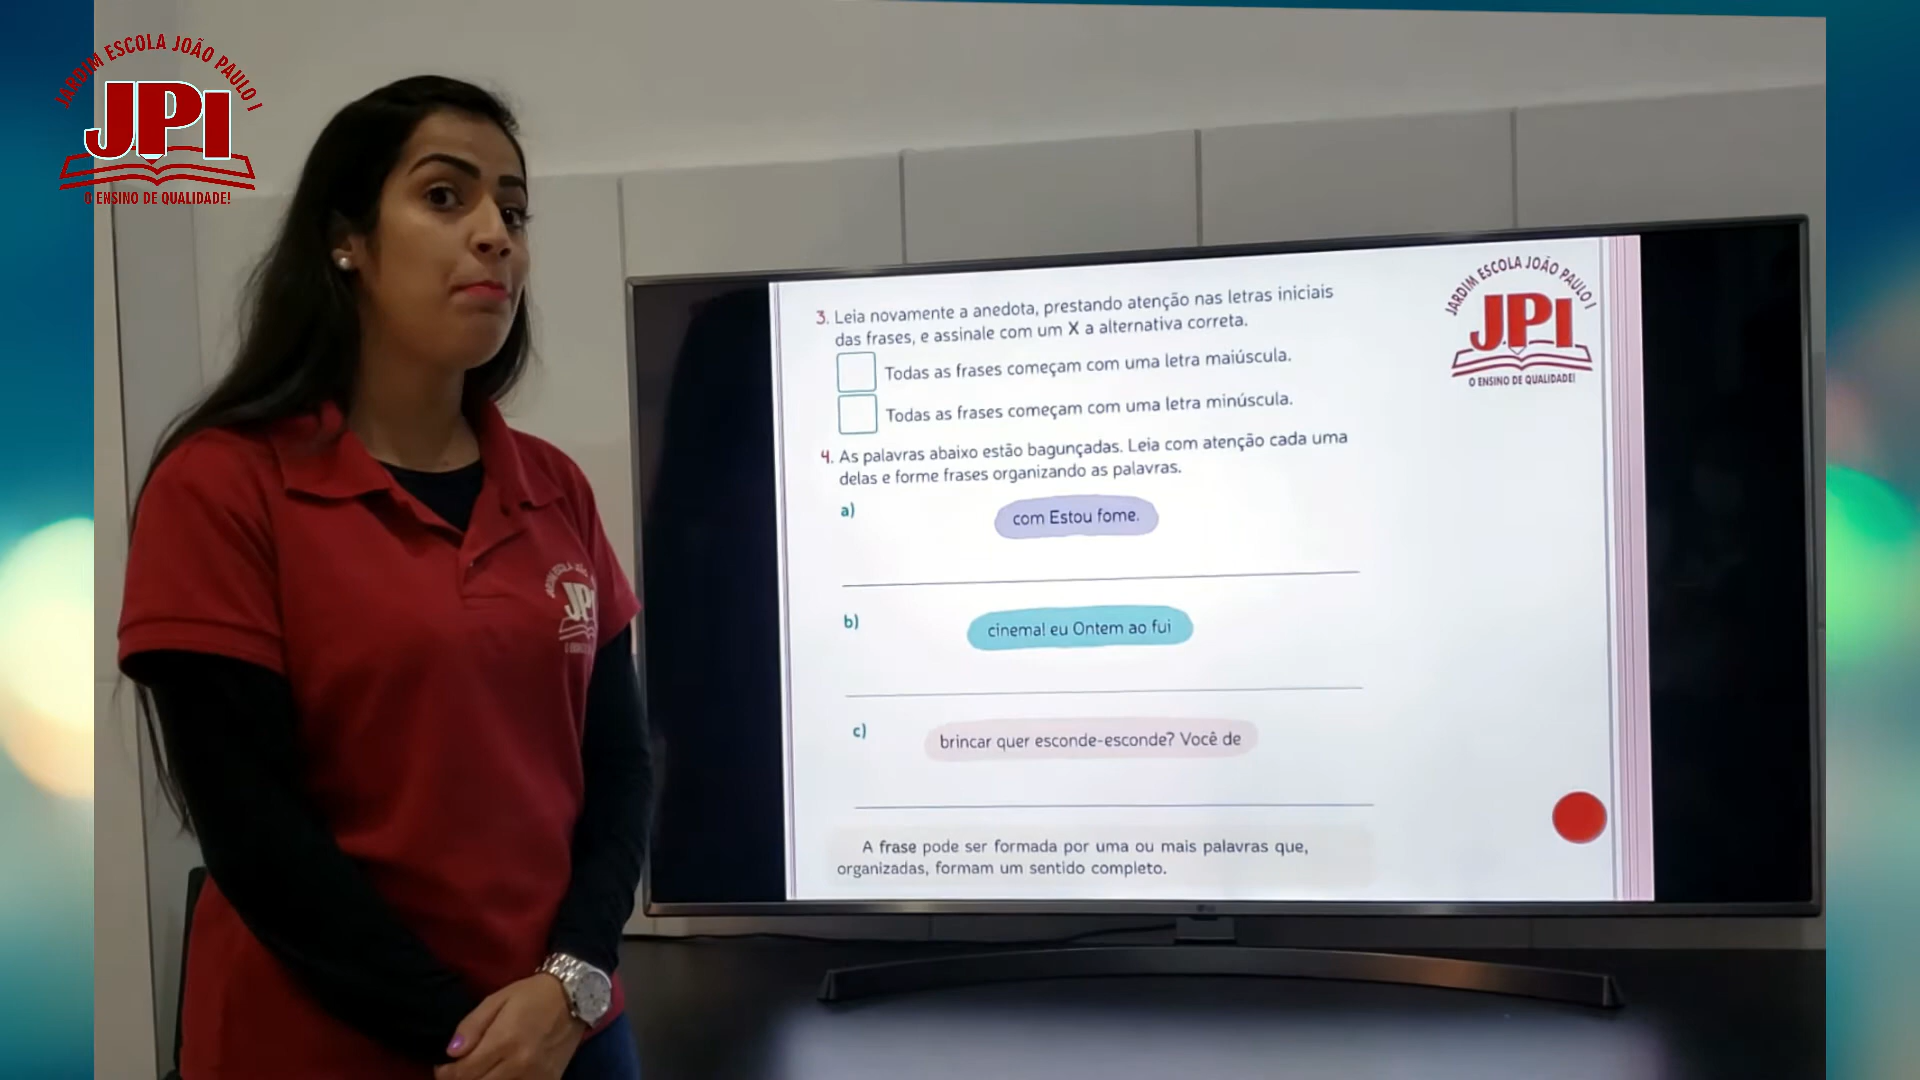 JARDIM ESCOLA JOÃO PAULO I
JPI
O ENSINO DE QUALIDADE!
3. Leia novamente a anedota, prestando atenção nas letras iniciais
das frases, e assinale com um X a alternativa correta.
Todas as frases começam com uma letra maiúscula.
Todas as frases começam com uma letra minúscula.
4. As palavras abaixo estão bagunçadas. Leia com atenção cada uma
delas e forme frases organizando as palavras.
a)
com Estou fome.
b)
cinema! eu Ontem ao fui
c)
brincar quer esconde-esconde? Você de
A frase pode ser formada por uma ou mais palavras que,
organizadas, formam um sentido completo.
JARDIM ESCOLA JOÃO PAULO I
JPI
O ENSINO DE QUALIDADE!
JPI